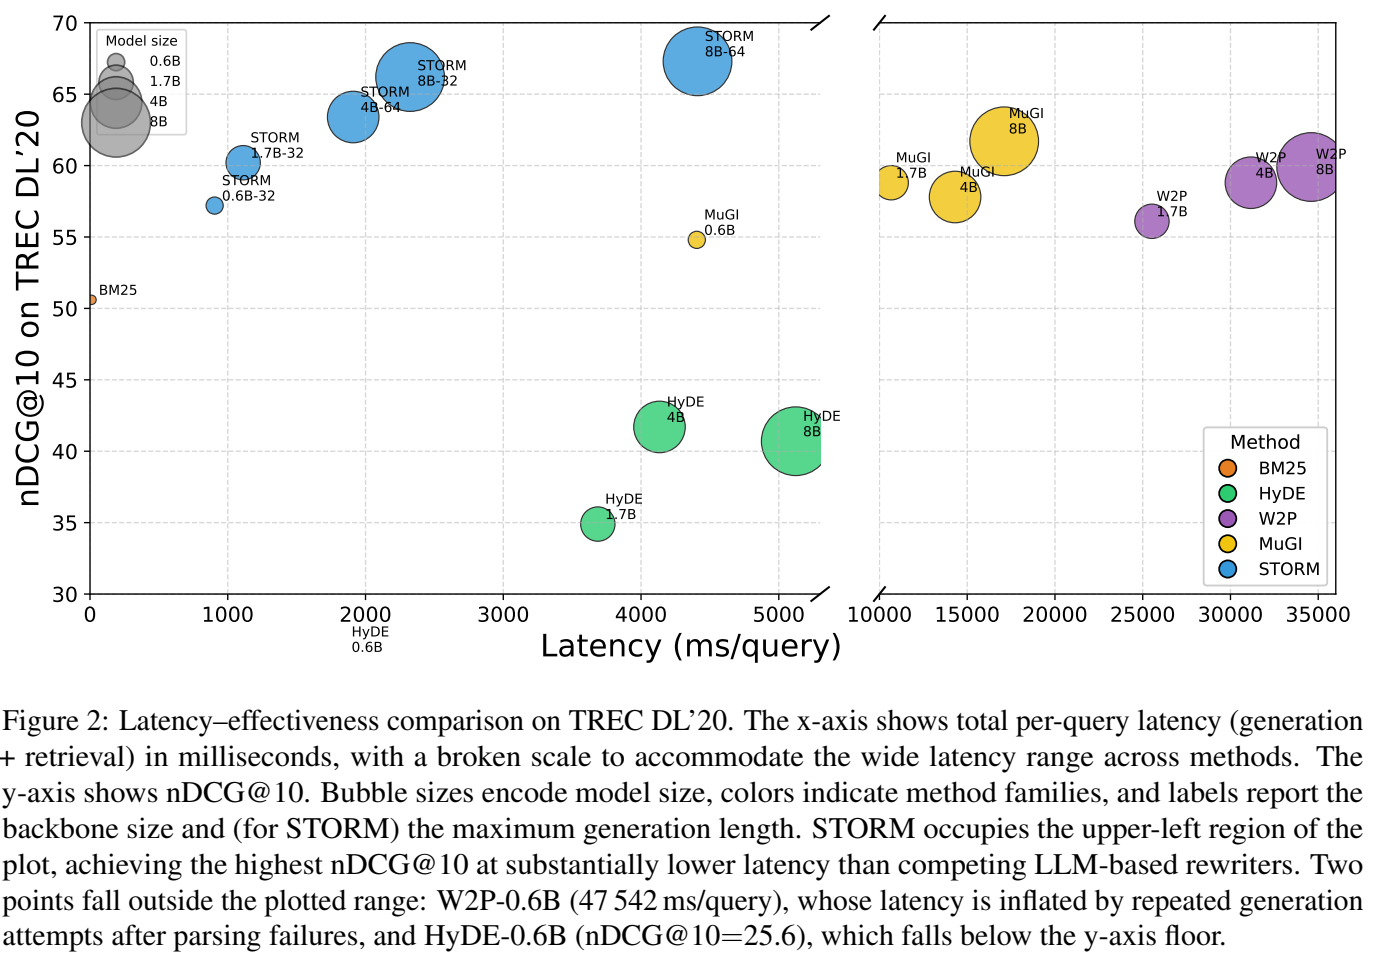 nDCG@10 on TREC DL’20
70
65
60
55
50
45
40
35
30
Model size
0.6B
1.7B
4B
8B
STORM
8B-64
STORM
8B-32
STORM
4B-64
STORM
1.7B-32
STORM
0.6B-32
MuGI
0.6B
BM25
HyDE
4B
HyDE
8B
HyDE
1.7B
MuGI
8B
MuGI
1.7B
MuGI
4B
W2P
8B
W2P
4B
W2P
1.7B
Method
BM25
HyDE
W2P
MuGI
STORM
0 1000 2000 3000 4000 5000 10000 15000 20000 25000 30000 35000
HyDE
0.6B
Latency (ms/query)
Figure 2: Latency–effectiveness comparison on TREC DL’20. The x-axis shows total per-query latency (generation
+ retrieval) in milliseconds, with a broken scale to accommodate the wide latency range across methods. The
y-axis shows nDCG@10. Bubble sizes encode model size, colors indicate method families, and labels report the
backbone size and (for STORM) the maximum generation length. STORM occupies the upper-left region of the
plot, achieving the highest nDCG@10 at substantially lower latency than competing LLM-based rewriters. Two
points fall outside the plotted range: W2P-0.6B (47 542 ms/query), whose latency is inflated by repeated generation
attempts after parsing failures, and HyDE-0.6B (nDCG@10=25.6), which falls below the y-axis floor.